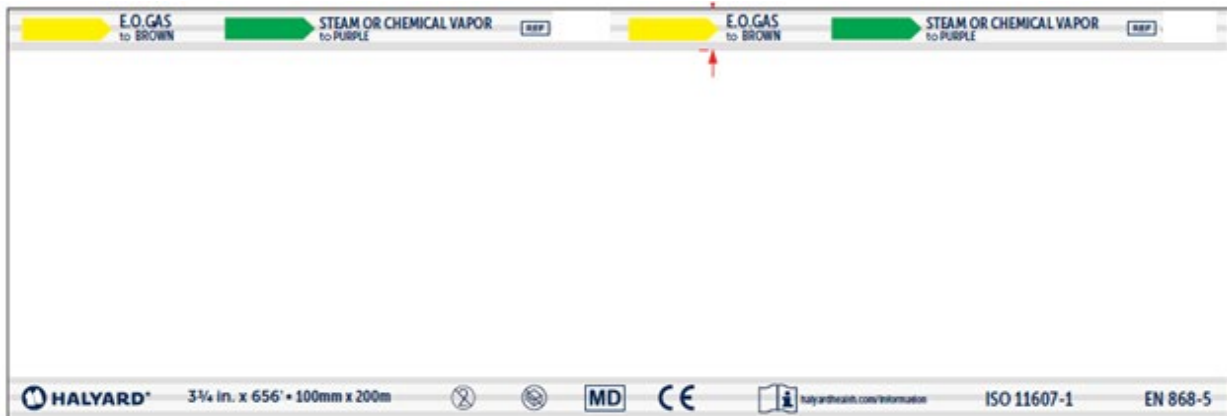 E.O.GAS
to BROWN
STEAM OR CHEMICAL VAPOR
to PURPLE
REF
E.O.GAS
to BROWN
STEAM OR CHEMICAL VAPOR
to PURPLE
REF
HALYARD* 3¾ in. x 656' • 100mm x 200m MD CE halyardhealth.com/information ISO 11607-1 EN 868-5